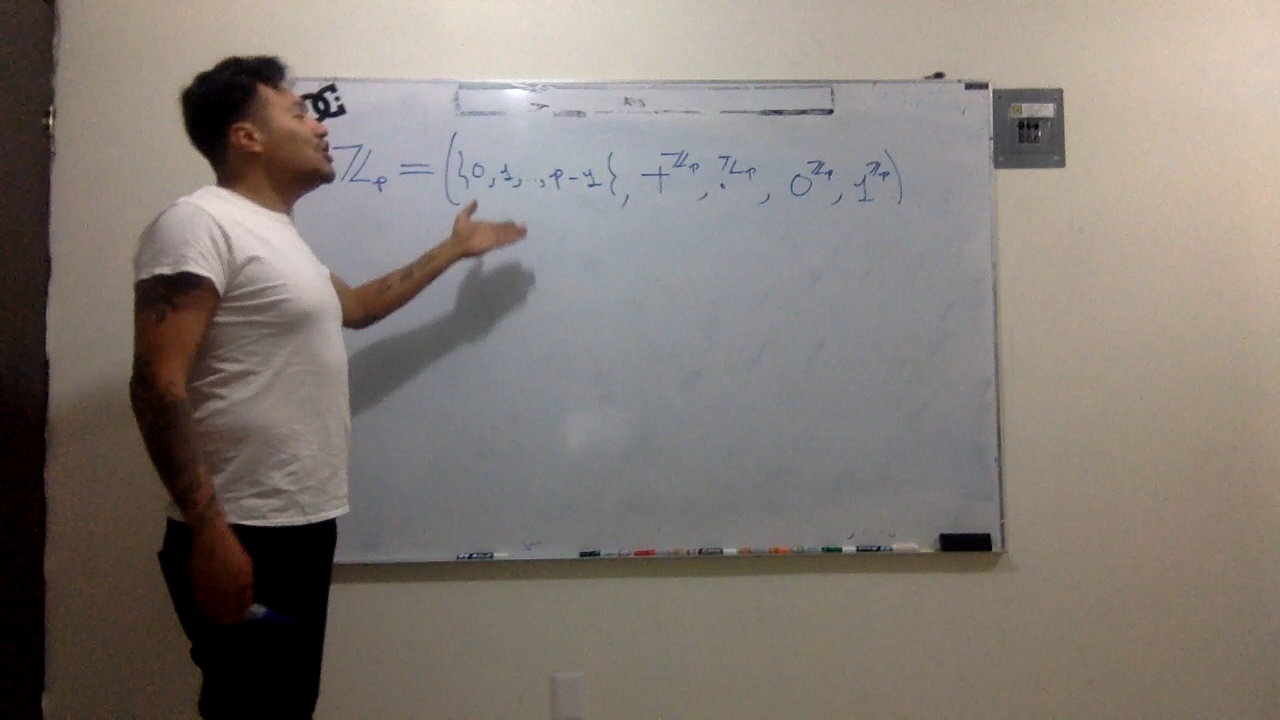 ℤₚ = ({0, 1, .., p-1}, +^ℤₚ, ·^ℤₚ, 0^ℤₚ, 1^ℤₚ)